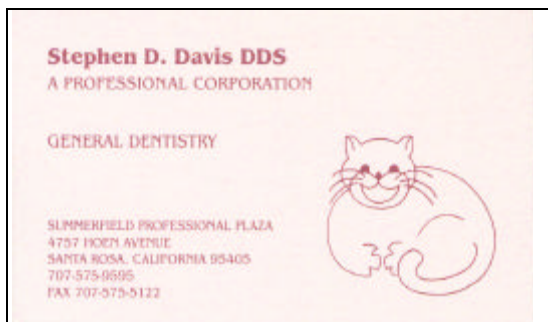 Stephen D. Davis DDS
A PROFESSIONAL CORPORATION
GENERAL DENTISTRY
SUMMERFIELD PROFESSIONAL PLAZA
4757 HOEN AVENUE
SANTA ROSA, CALIFORNIA 95405
707-575-9595
FAX 707-575-5122